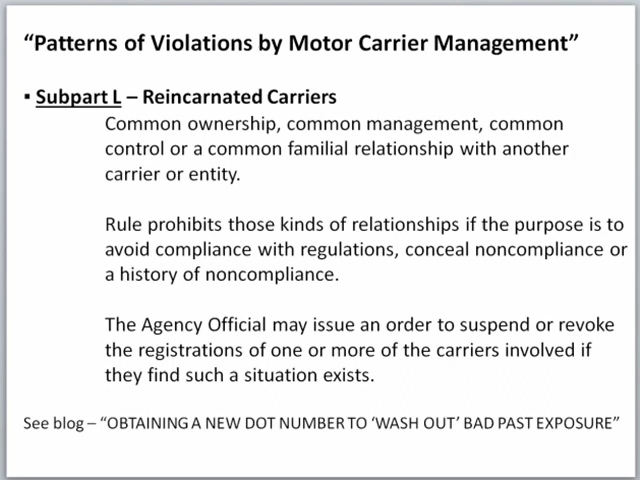 “Patterns of Violations by Motor Carrier Management”
▪ Subpart L – Reincarnated Carriers
Common ownership, common management, common
control or a common familial relationship with another
carrier or entity.
Rule prohibits those kinds of relationships if the purpose is to
avoid compliance with regulations, conceal noncompliance or
a history of noncompliance.
The Agency Official may issue an order to suspend or revoke
the registrations of one or more of the carriers involved if
they find such a situation exists.
See blog – “OBTAINING A NEW DOT NUMBER TO ‘WASH OUT’ BAD PAST EXPOSURE”